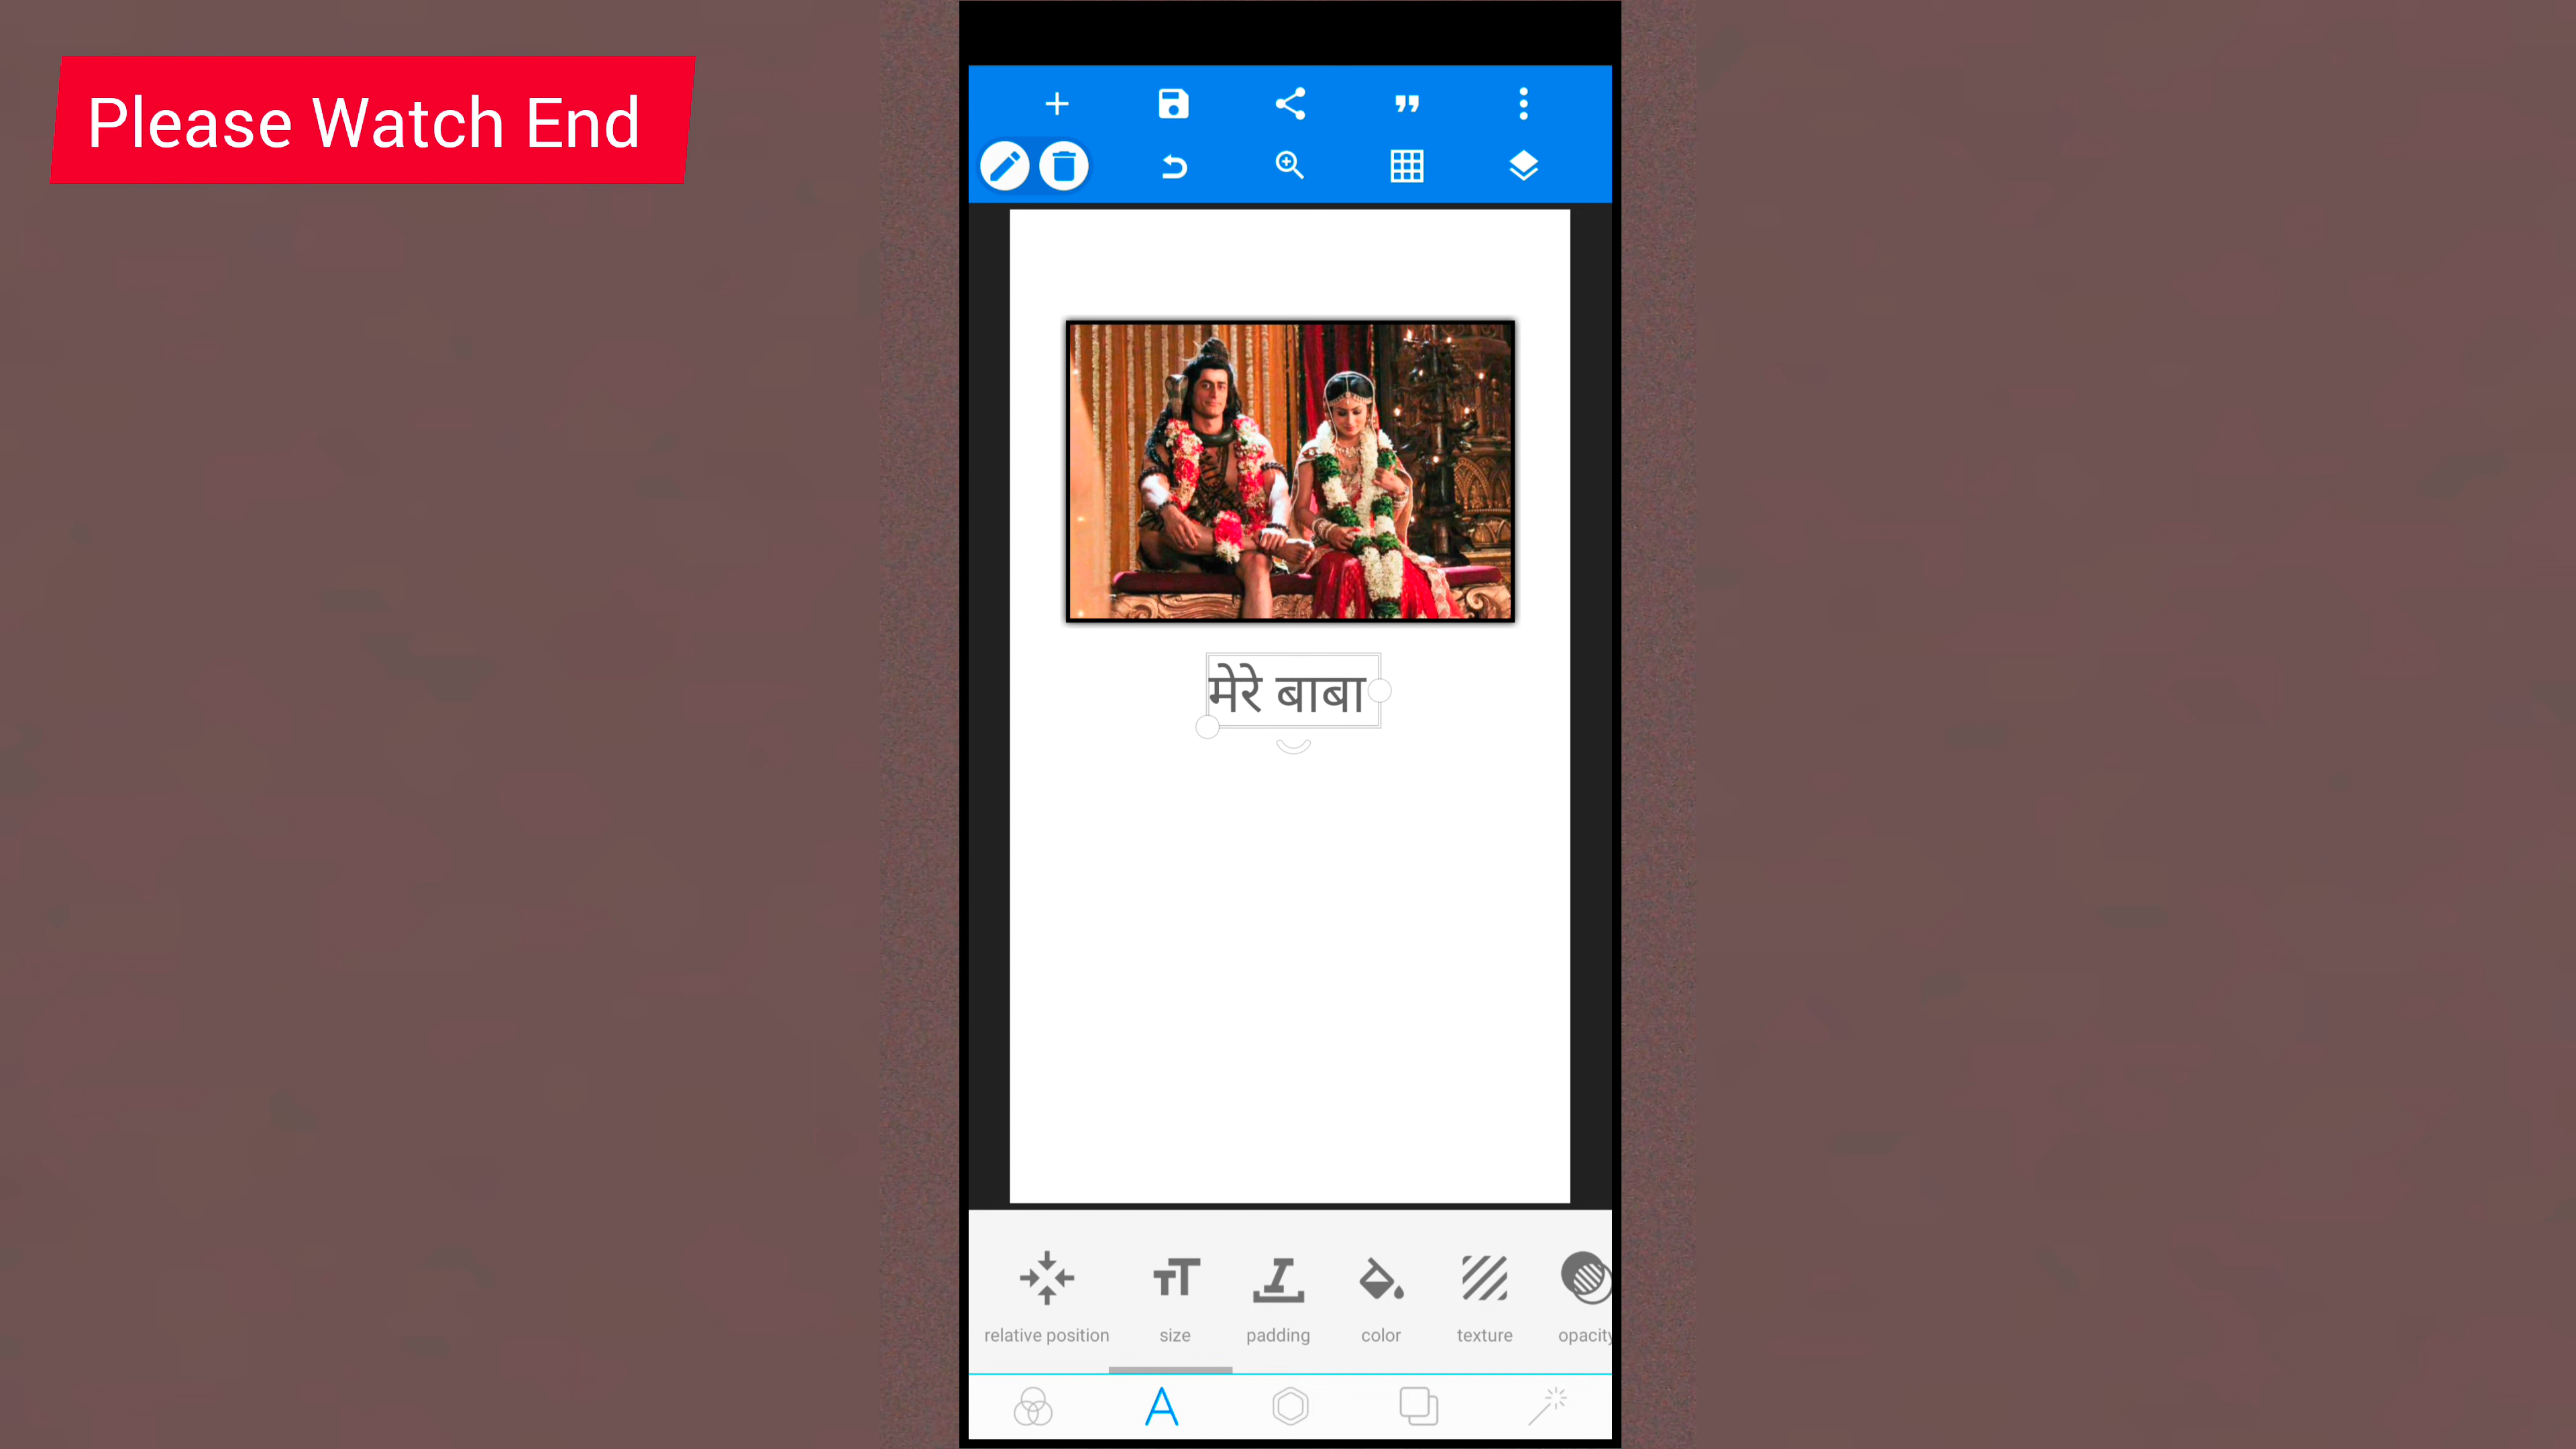 Please Watch End
मेरे बाबा
relative position
size
padding
color
texture
opacity